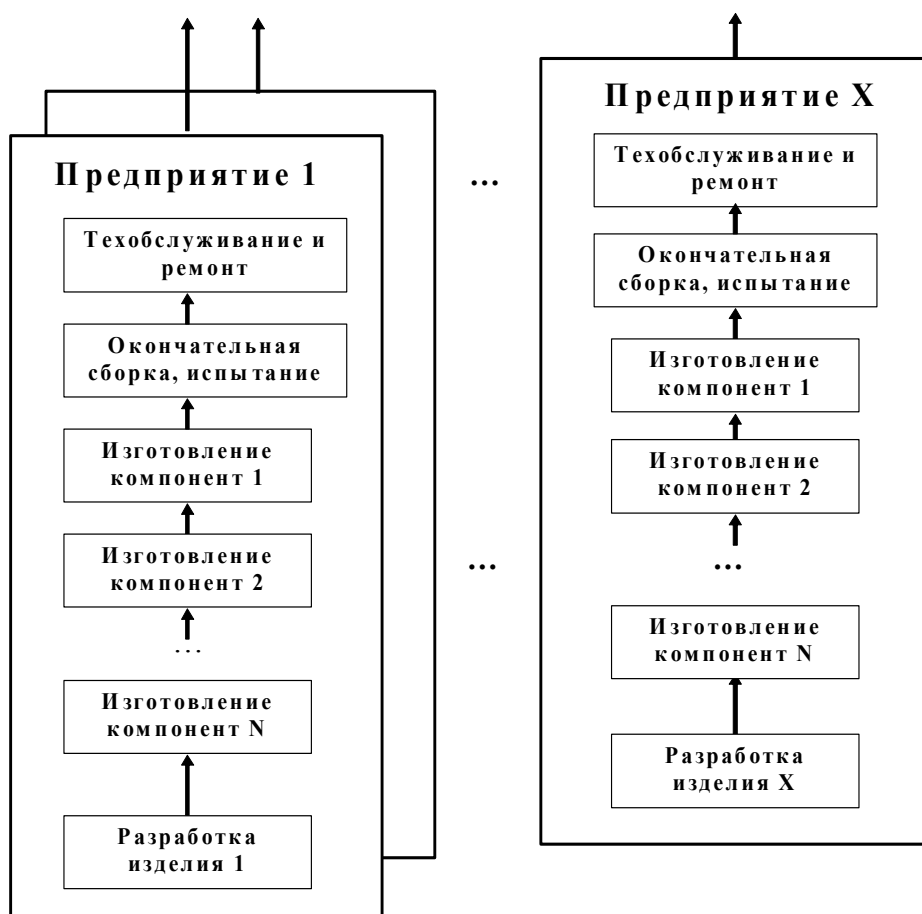 Предприятие 1
Техобслуживание и
ремонт
Окончательная
сборка, испытание
Изготовление
компонент 1
Изготовление
компонент 2
...
Изготовление
компонент N
Разработка
изделия 1
...
...
Предприятие X
Техобслуживание и
ремонт
Окончательная
сборка, испытание
Изготовление
компонент 1
Изготовление
компонент 2
...
Изготовление
компонент N
Разработка
изделия X